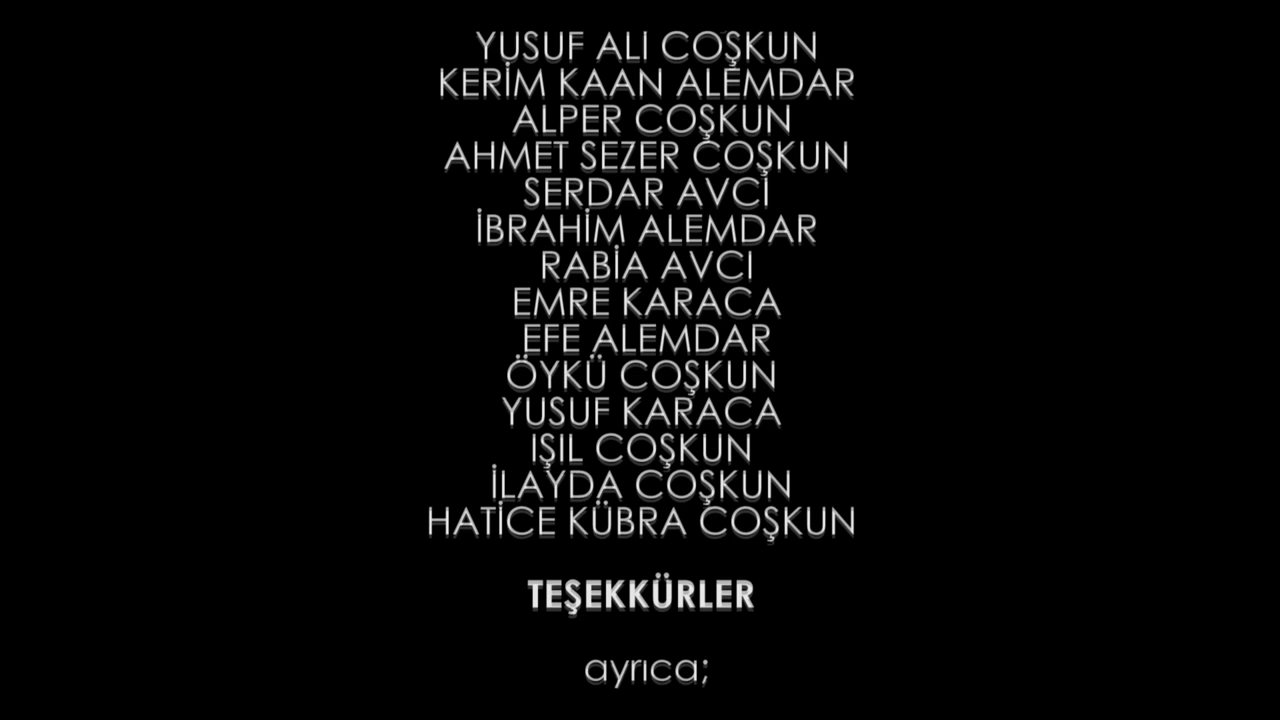 YUSUF ALİ COŞKUN
KERİM KAAN ALEMDAR
ALPER COŞKUN
AHMET SEZER COŞKUN
SERDAR AVCI
İBRAHİM ALEMDAR
RABİA AVCI
EMRE KARACA
EFE ALEMDAR
ÖYKÜ COŞKUN
YUSUF KARACA
IŞIL COŞKUN
İLAYDA COŞKUN
HATİCE KÜBRA COŞKUN
TEŞEKKÜRLER
ayrıca;